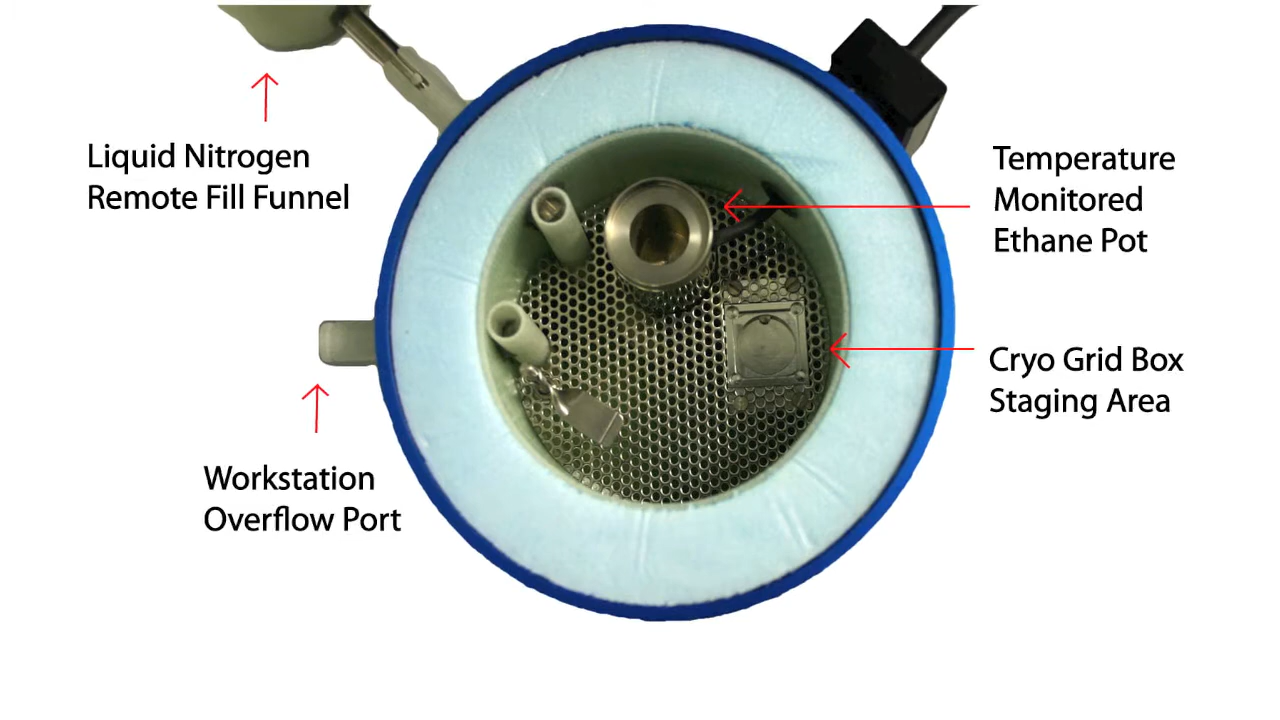 Liquid Nitrogen
Remote Fill Funnel
Temperature
Monitored
Ethane Pot
Cryo Grid Box
Staging Area
Workstation
Overflow Port